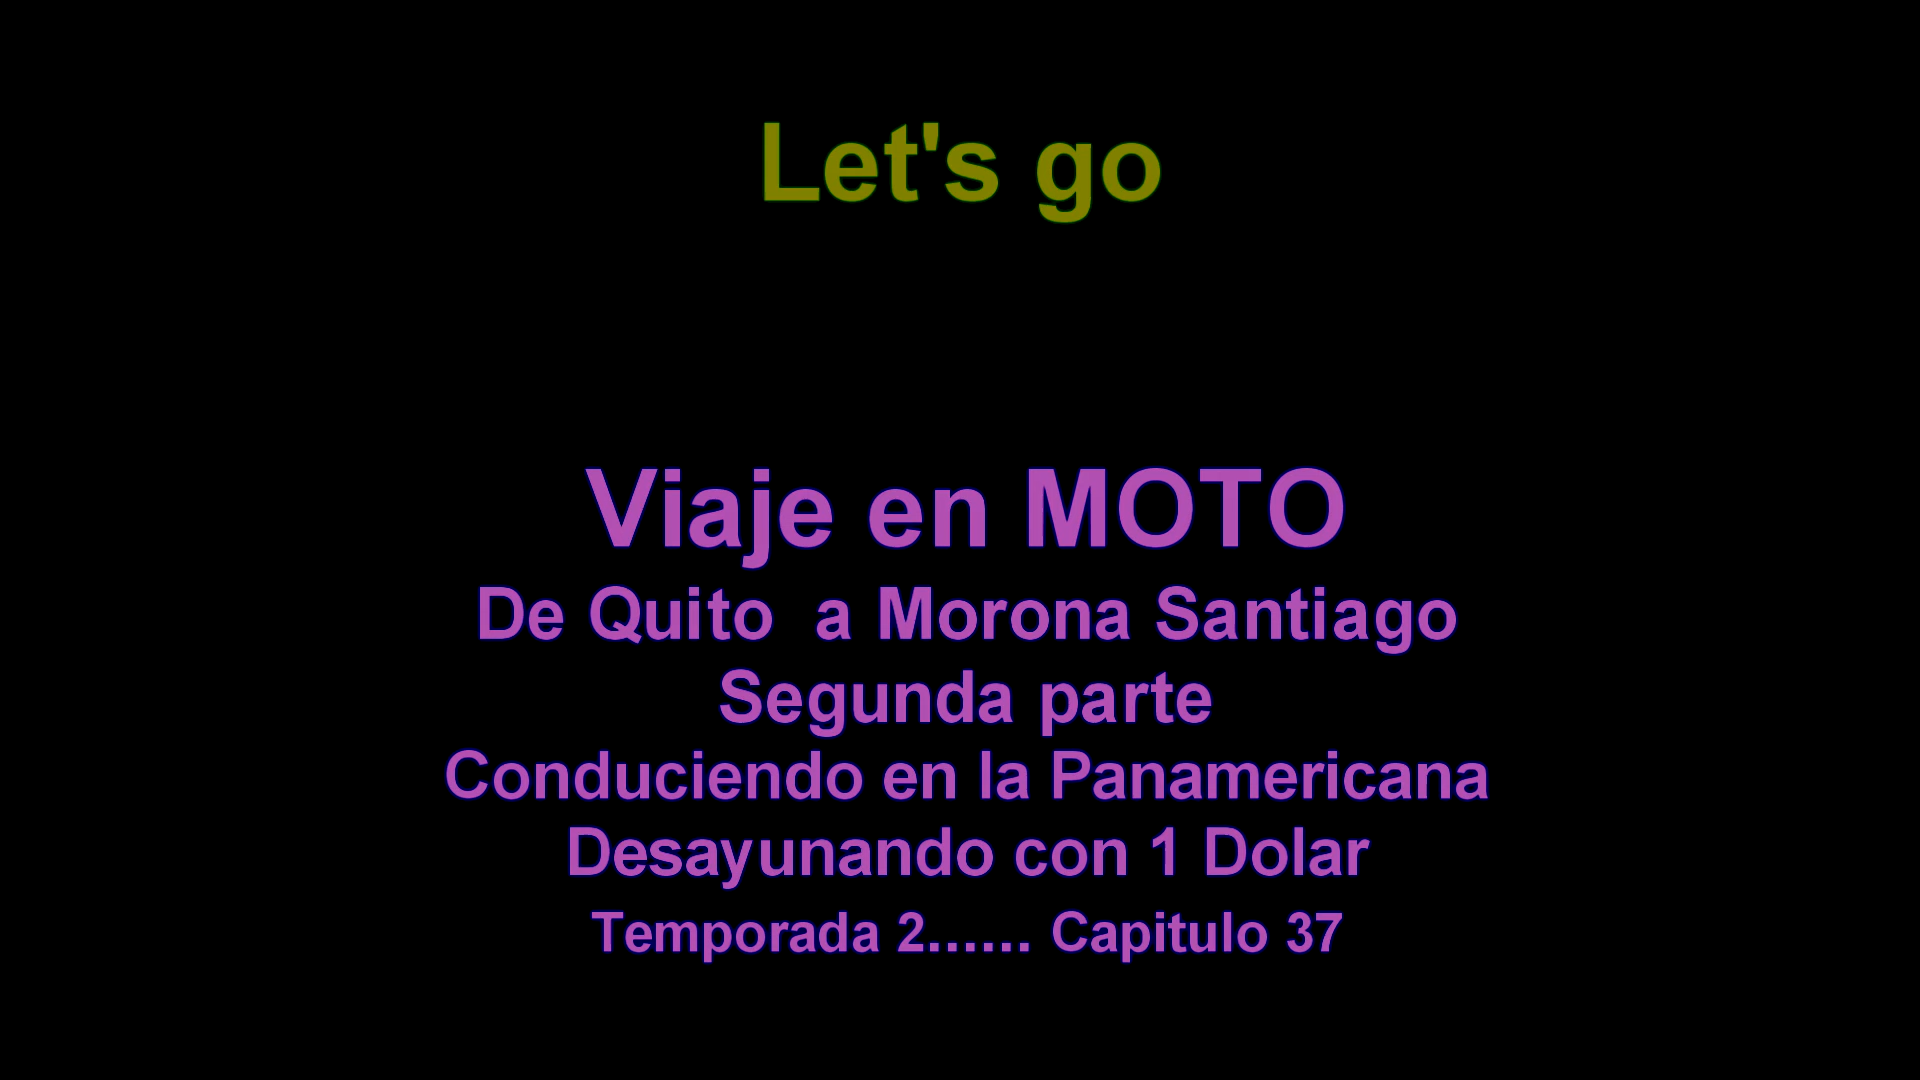 Let's go
Viaje en MOTO
De Quito  a Morona Santiago
Segunda parte
Conduciendo en la Panamericana
Desayunando con 1 Dolar
Temporada 2...... Capitulo 37